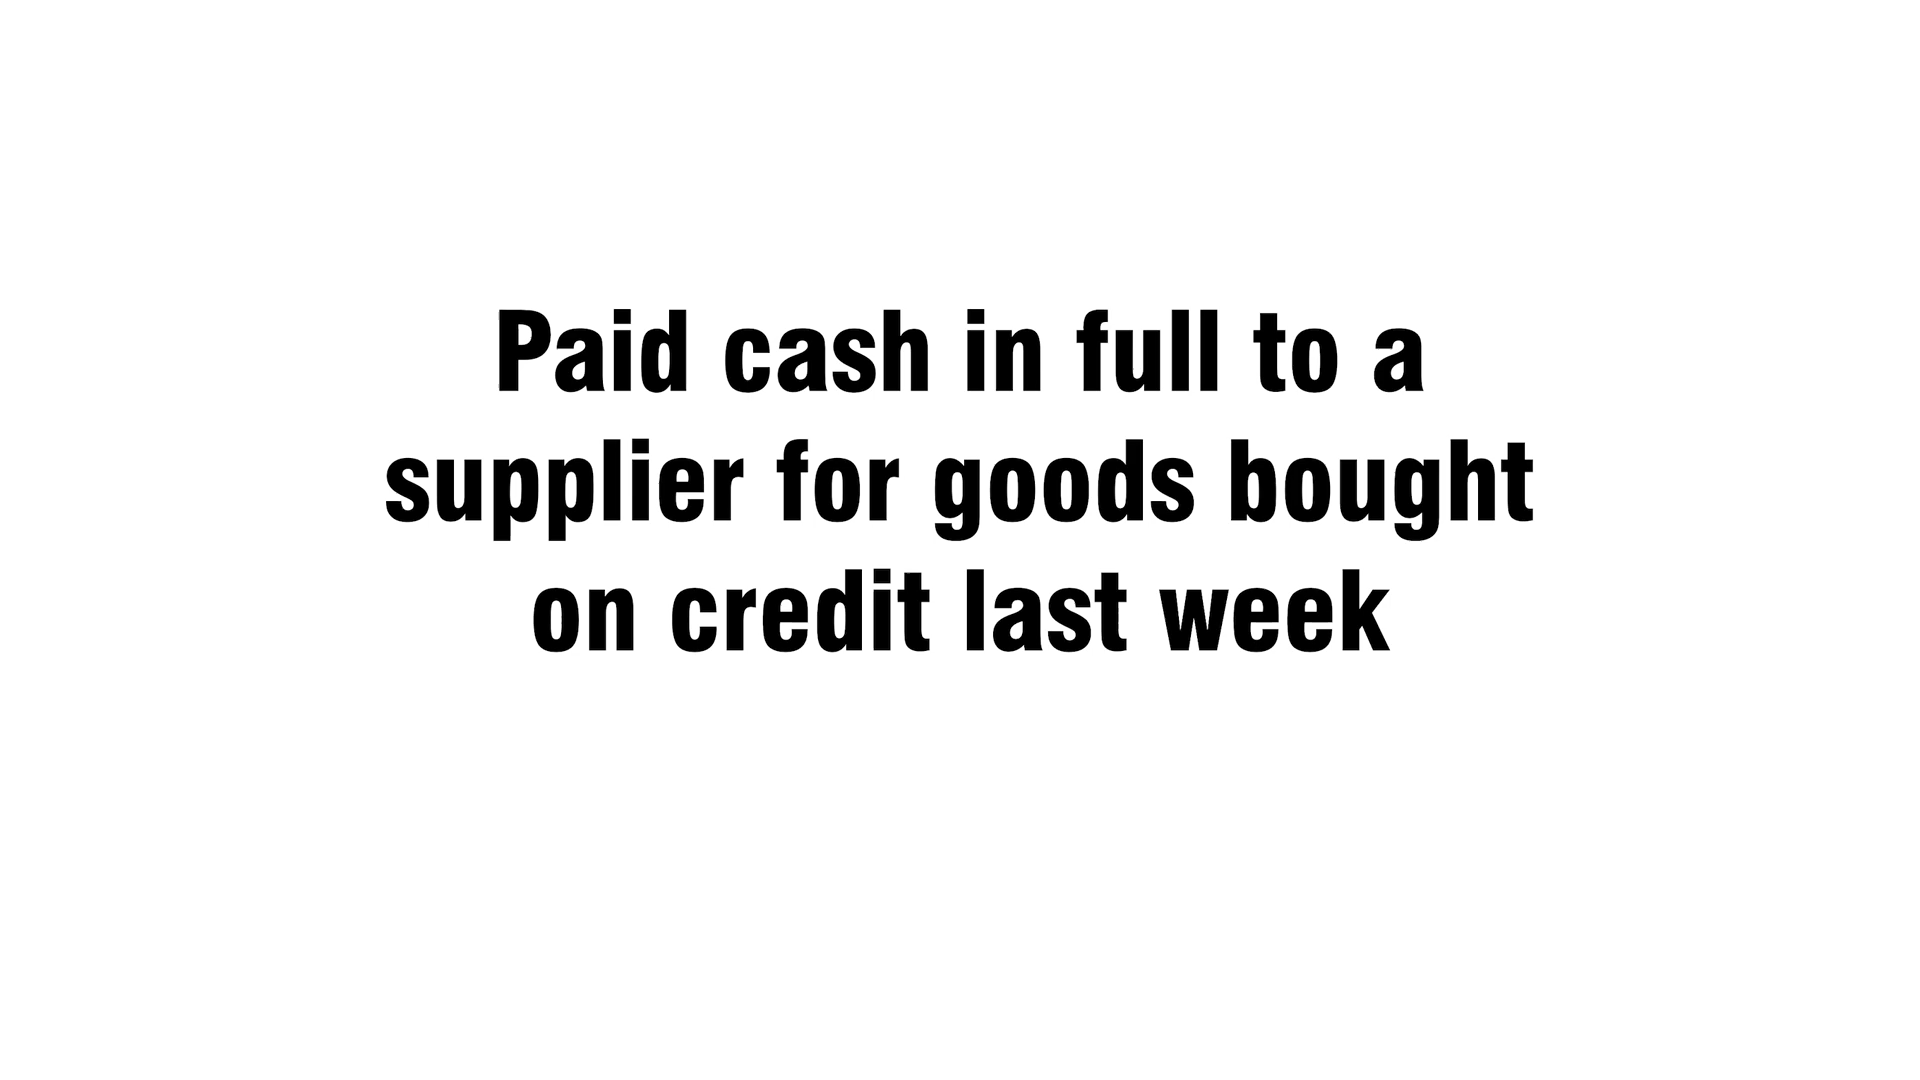 Paid cash in full to a
supplier for goods bought
on credit last week